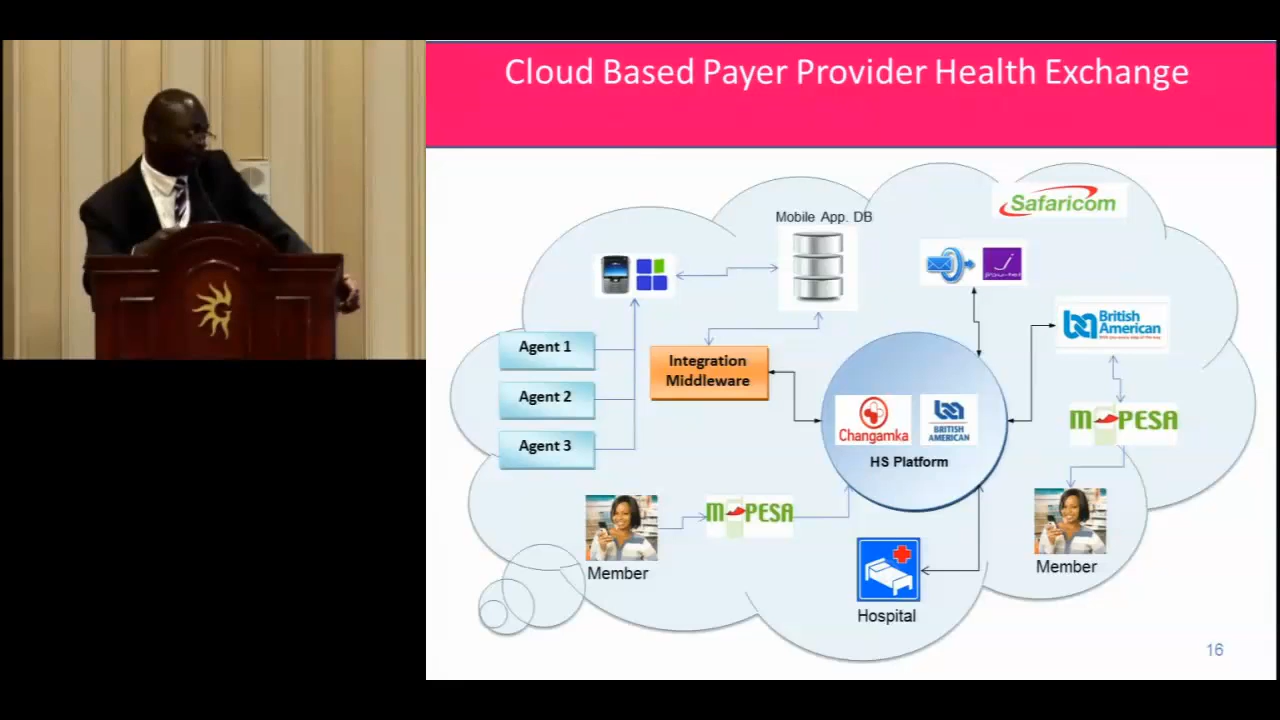 Cloud Based Payer Provider Health Exchange
Safaricom
Mobile App. DB
British
American
Agent 1
Agent 2
Agent 3
Integration
Middleware
Changamka
BRITISH
AMERICAN
HS Platform
M-PESA
M-PESA
Member
Member
Hospital
16